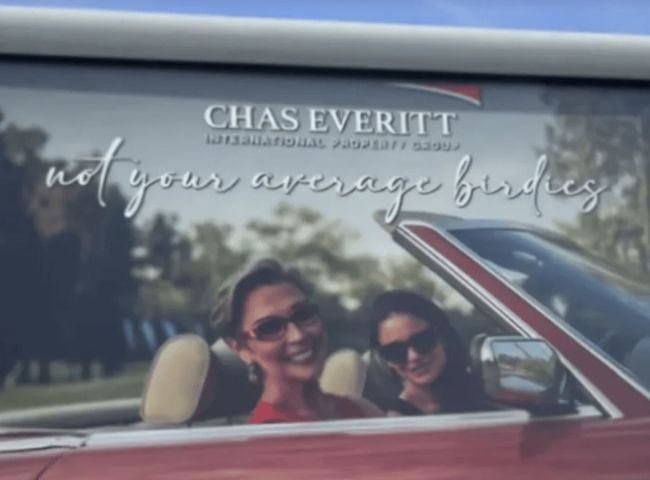 CHAS EVERITT
INTERNATIONAL PROPERTY GROUP
not your average birdies